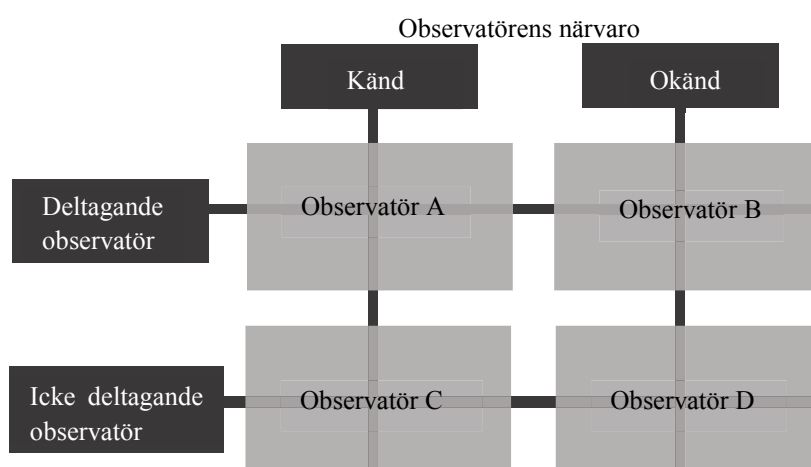 Observatörens närvaro
Känd
Okänd
Deltagande
observatör
Observatör A
Observatör B
Icke deltagande
observatör
Observatör C
Observatör D